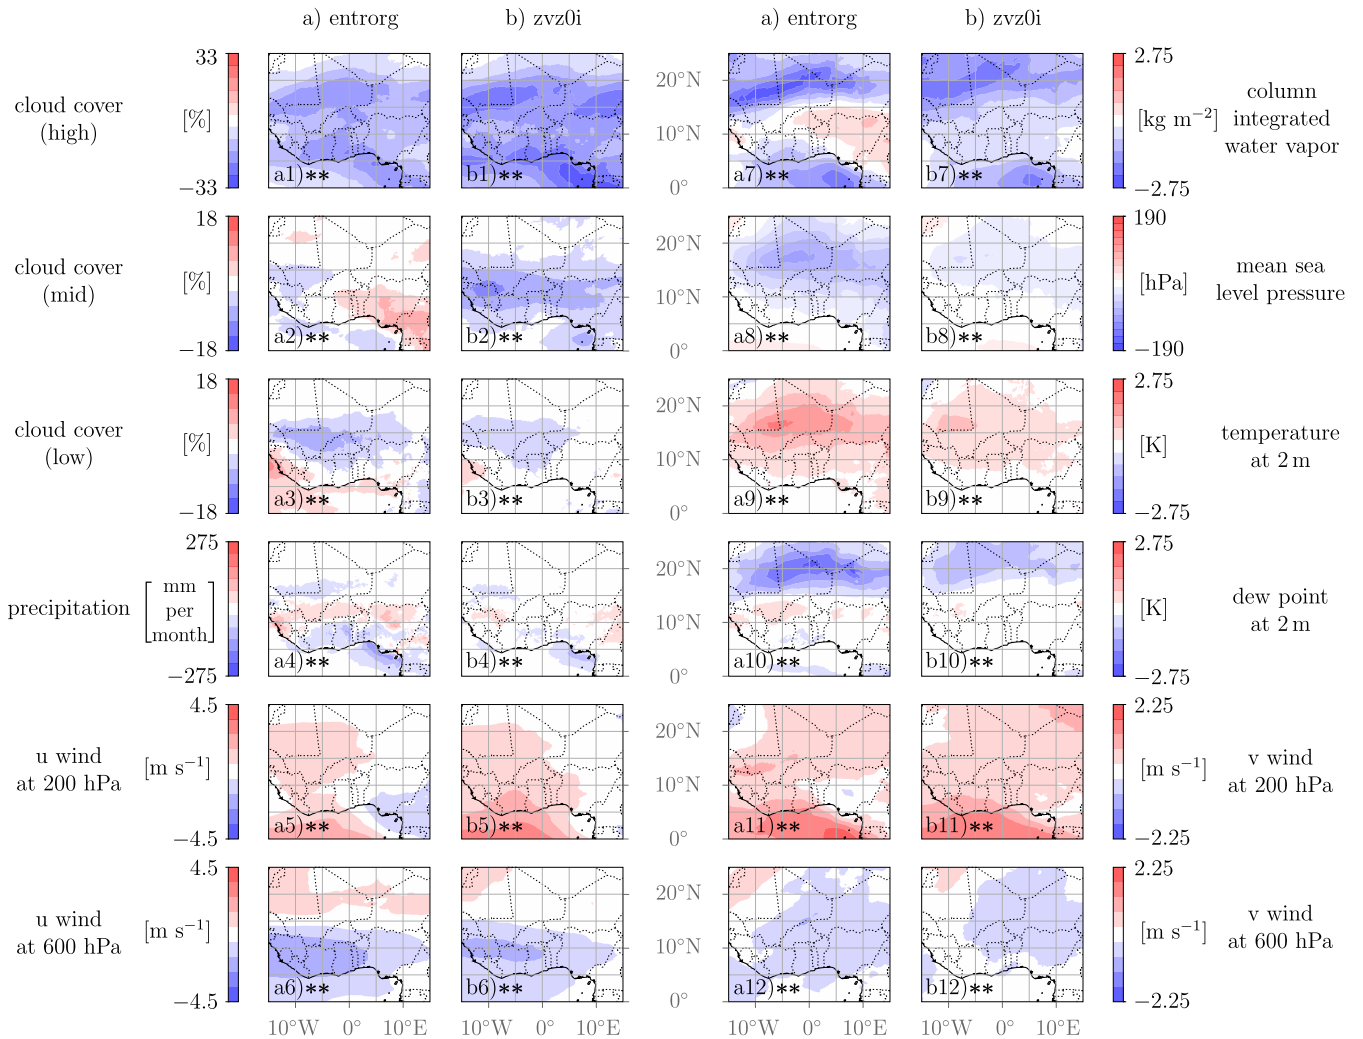 a) entrorg
b) zvz0i
a) entrorg
b) zvz0i
cloud cover
(high)
33
[%]
−33
a1)**
b1)**
20°N
10°N
0°
a7)**
b7)**
2.75
[kg m−2]
−2.75
column
integrated
water vapor
cloud cover
(mid)
18
[%]
−18
a2)**
b2)**
20°N
10°N
0°
a8)**
b8)**
190
[hPa]
−190
mean sea
level pressure
cloud cover
(low)
18
[%]
−18
a3)**
b3)**
20°N
10°N
0°
a9)**
b9)**
2.75
[K]
−2.75
temperature
at 2 m
precipitation
275
[mm
per
month]
−275
a4)**
b4)**
20°N
10°N
0°
a10)**
b10)**
2.75
[K]
−2.75
dew point
at 2 m
u wind
at 200 hPa
4.5
[m s−1]
−4.5
a5)**
b5)**
20°N
10°N
0°
a11)**
b11)**
2.25
[m s−1]
−2.25
v wind
at 200 hPa
u wind
at 600 hPa
4.5
[m s−1]
−4.5
a6)**
b6)**
20°N
10°N
0°
a12)**
b12)**
2.25
[m s−1]
−2.25
v wind
at 600 hPa
10°W 0° 10°E
10°W 0° 10°E
10°W 0° 10°E
10°W 0° 10°E